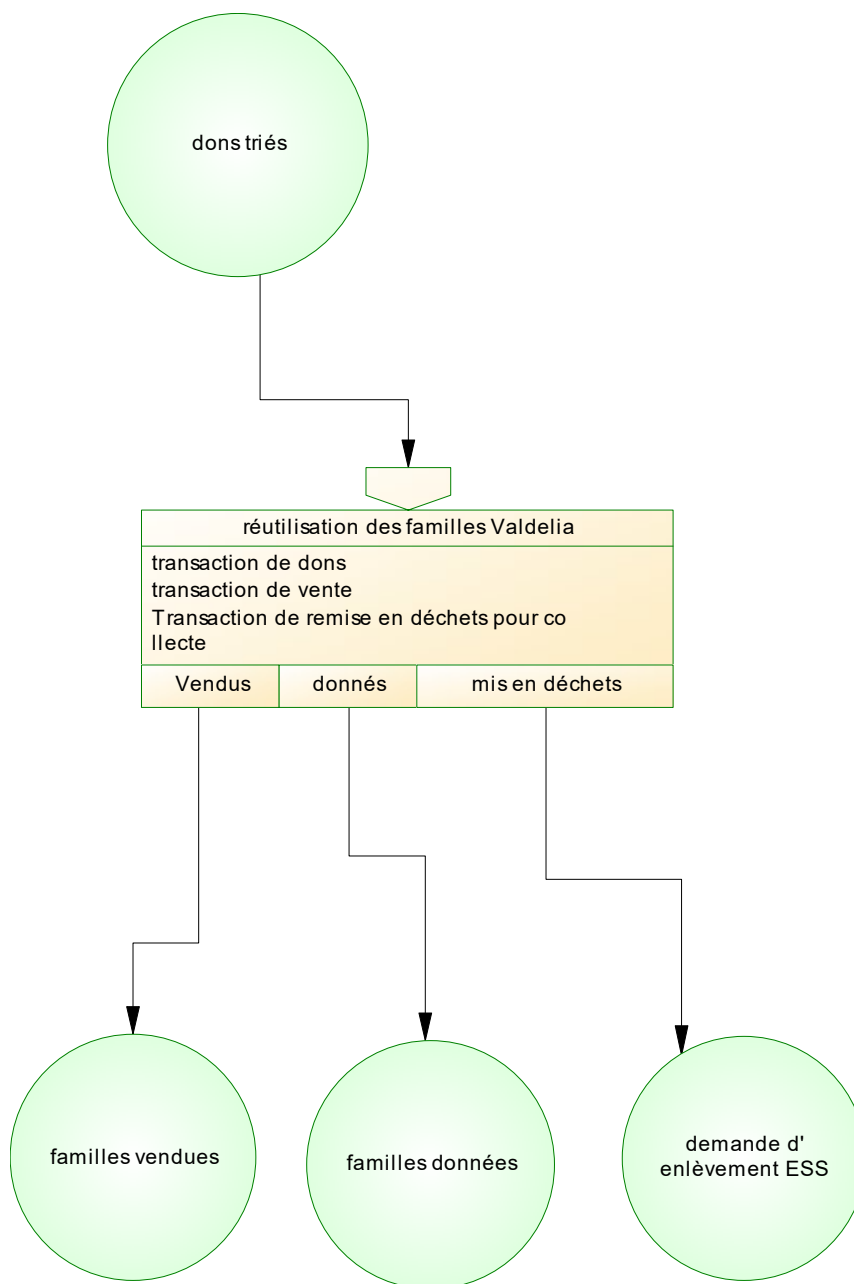 dons triés
réutilisation des familles Valdelia
transaction de dons
transaction de vente
Transaction de remise en déchets pour co
llecte
Vendus
donnés
mis en déchets
familles vendues
familles données
demande d'
enlèvement ESS